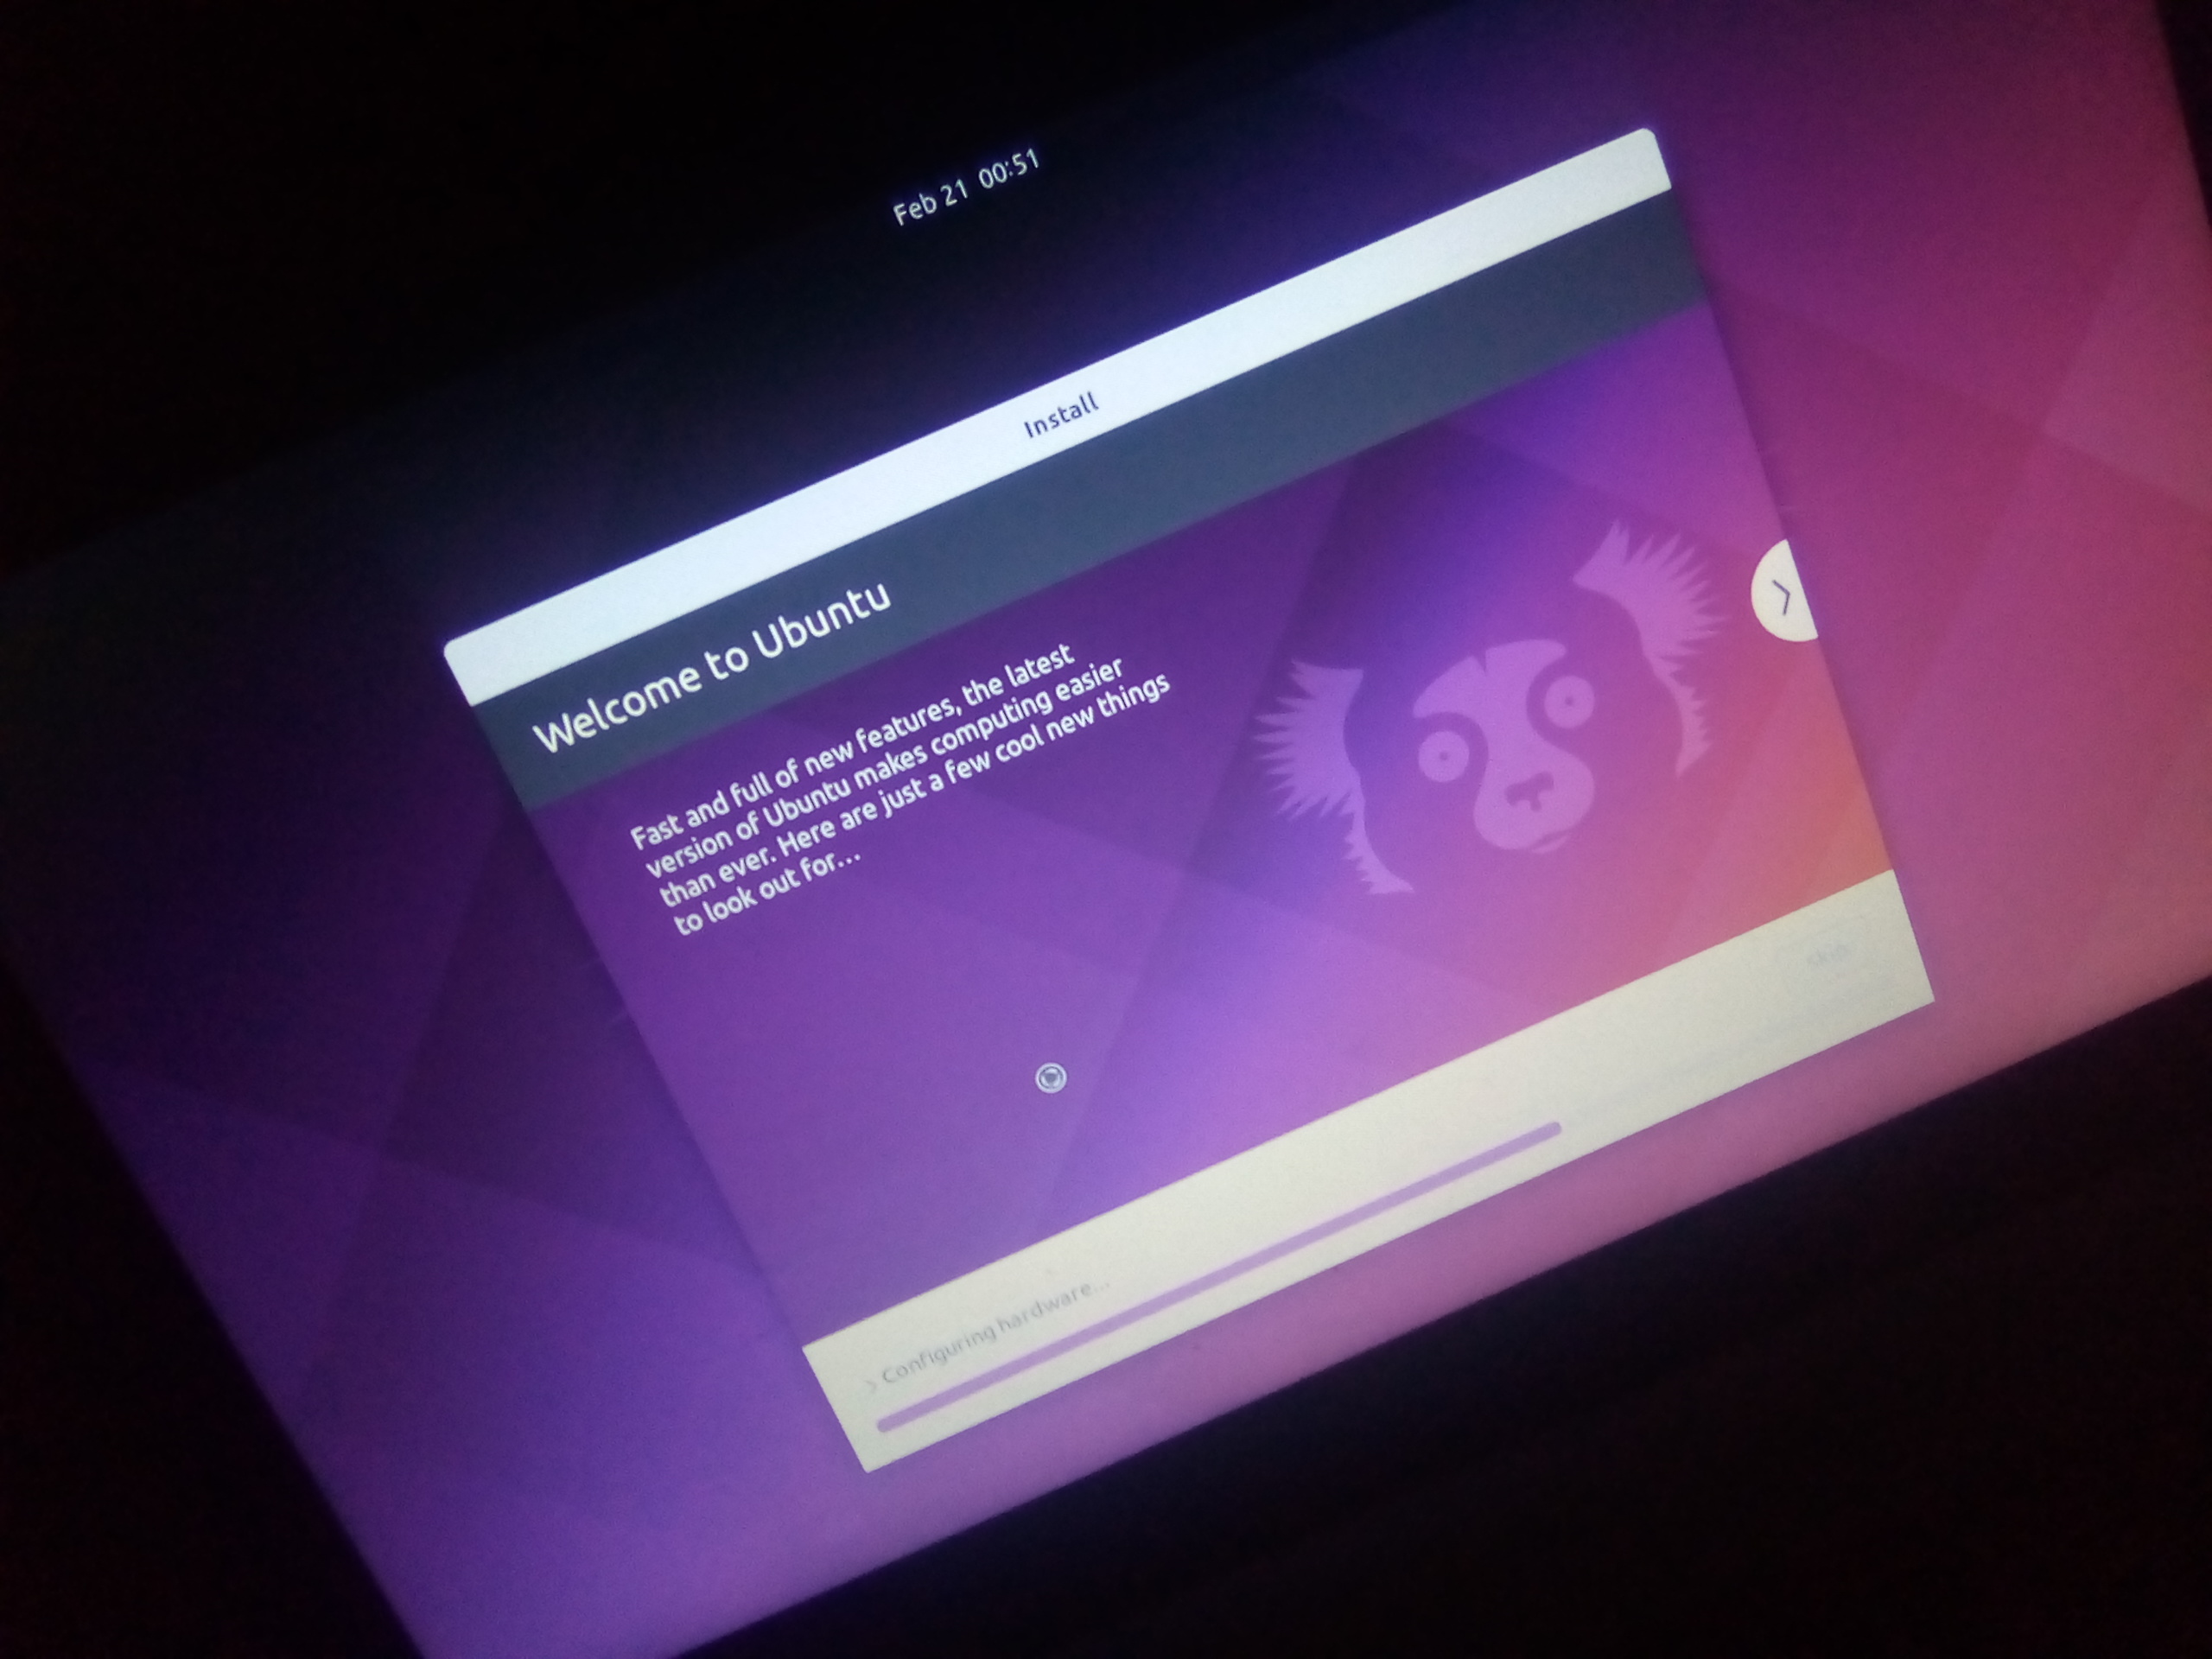 Feb 21 00:51
Install
Welcome to Ubuntu
Fast and full of new features, the latest
version of Ubuntu makes computing easier
than ever. Here are just a few cool new things
to look out for...
Configuring hardware...